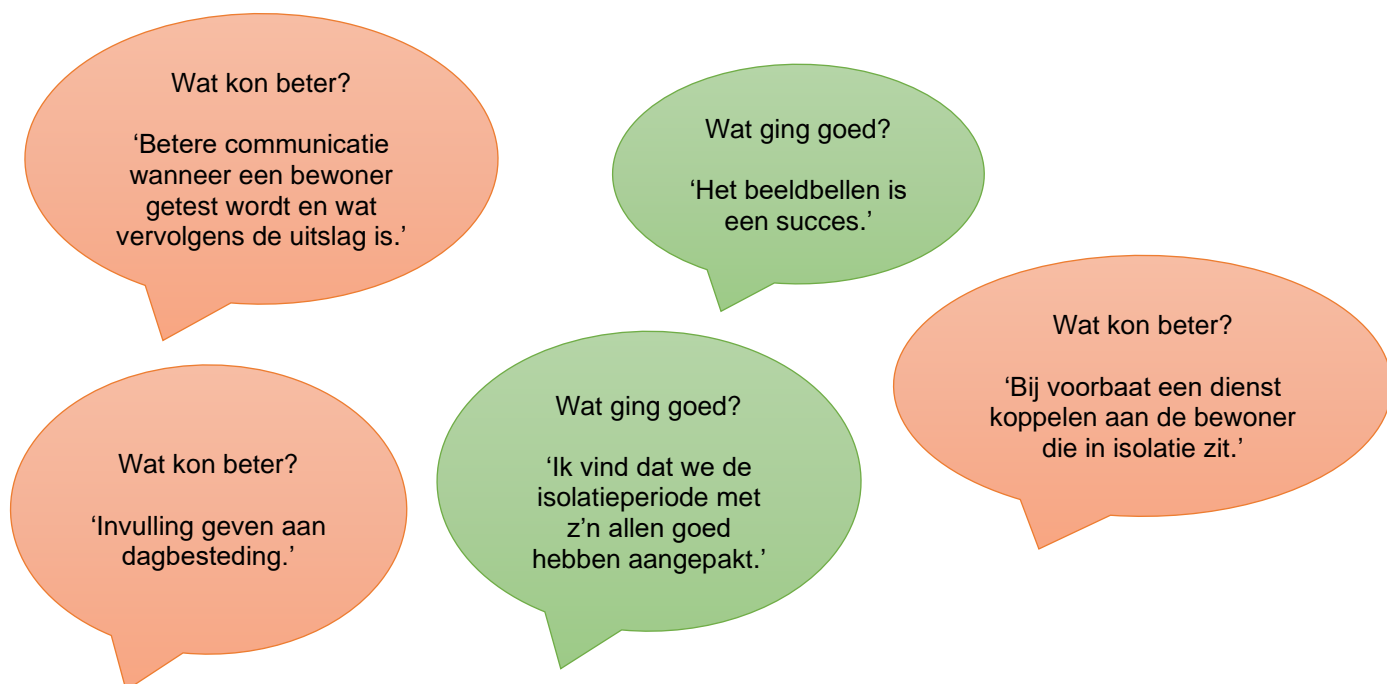 Wat kon beter?
‘Betere communicatie
wanneer een bewoner
getest wordt en wat
vervolgens de uitslag is.’
Wat ging goed?
‘Het beeldbellen is
een succes.’
Wat kon beter?
‘Bij voorbaat een dienst
koppelen aan de bewoner
die in isolatie zit.’
Wat ging goed?
‘Ik vind dat we de
isolatieperiode met
z’n allen goed
hebben aangepakt.’
Wat kon beter?
‘Invulling geven aan
dagbesteding.’